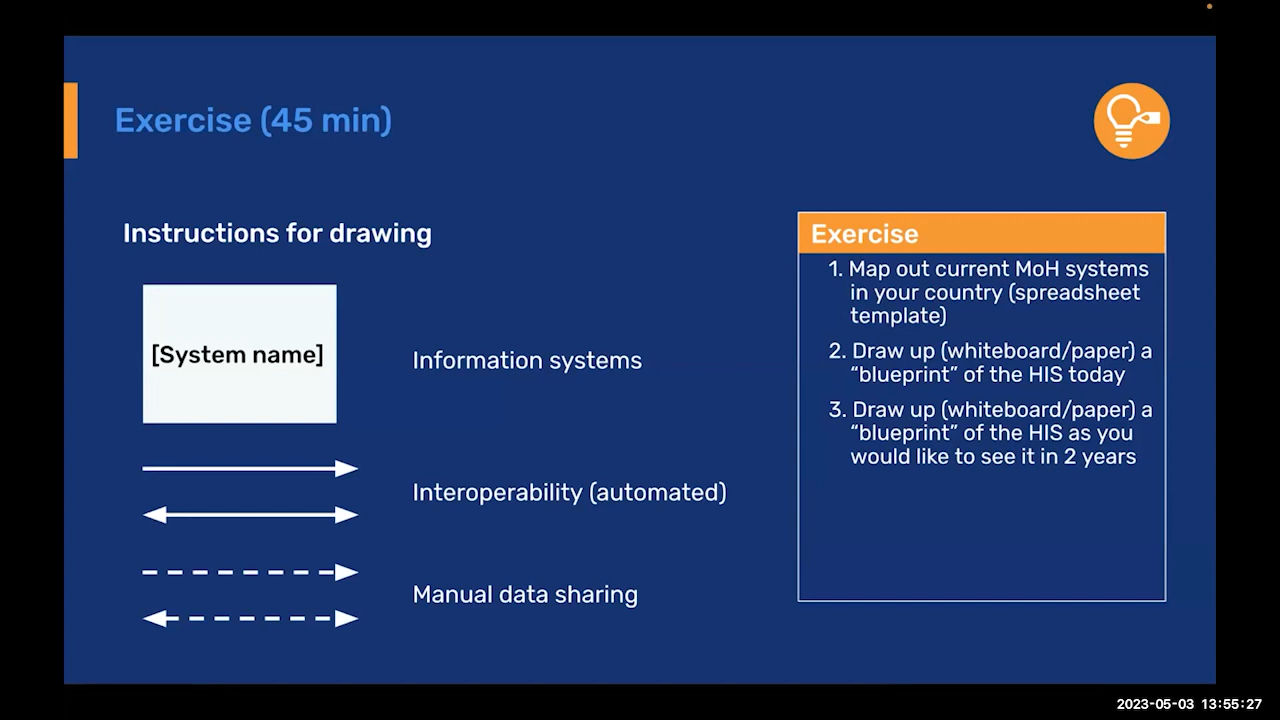 Exercise (45 min)
Instructions for drawing
[System name]
Information systems
Interoperability (automated)
Manual data sharing
Exercise
1. Map out current MoH systems
in your country (spreadsheet
template)
2. Draw up (whiteboard/paper) a
“blueprint” of the HIS today
3. Draw up (whiteboard/paper) a
“blueprint” of the HIS as you
would like to see it in 2 years
2023-05-03 13:55:27